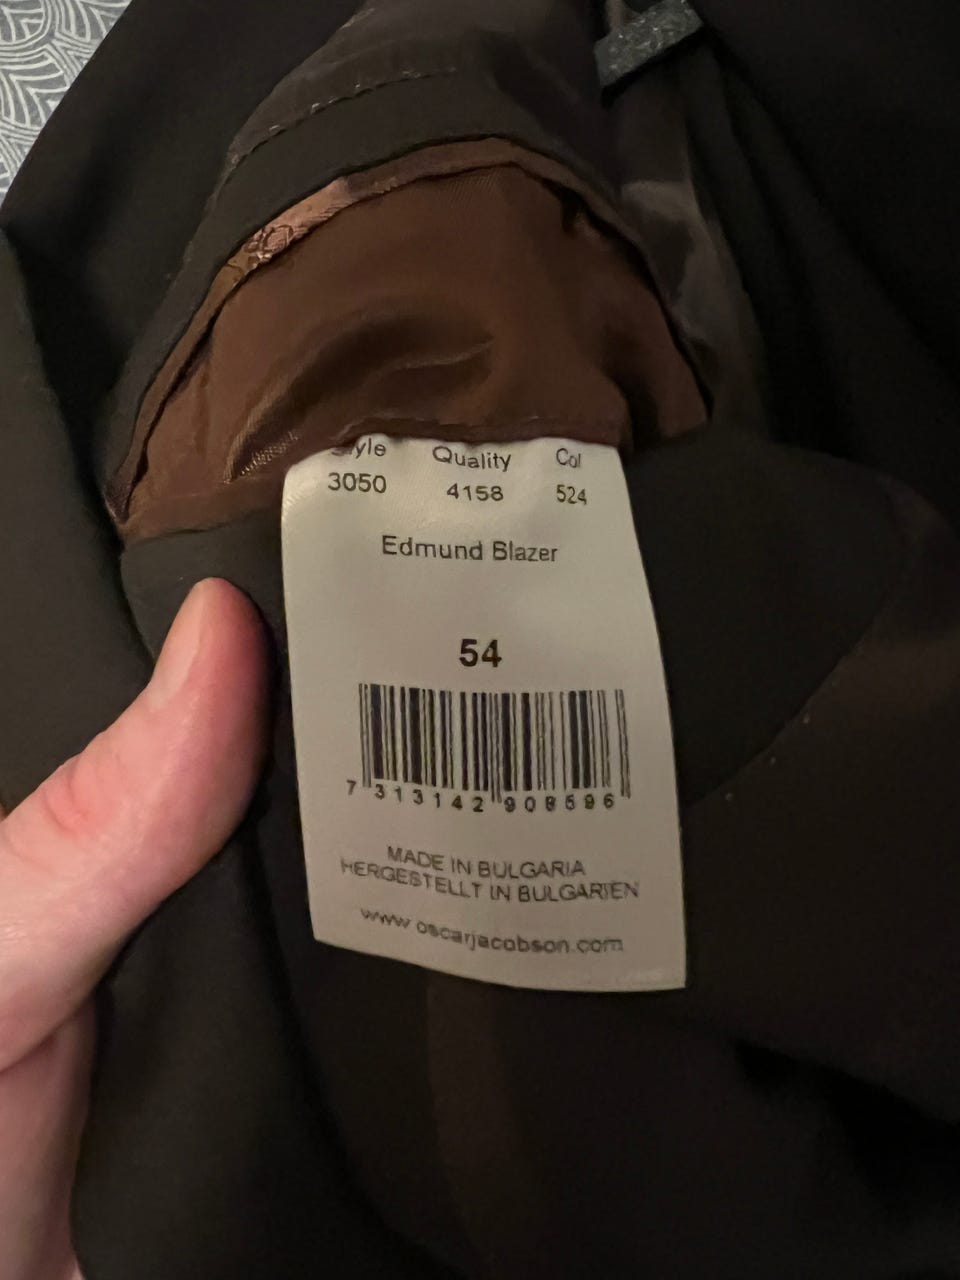 Style Quality Col
3050 4158 524
Edmund Blazer
54
7 313142 908596
MADE IN BULGARIA
HERGESTELLT IN BULGARIEN
www.oscarjacobson.com